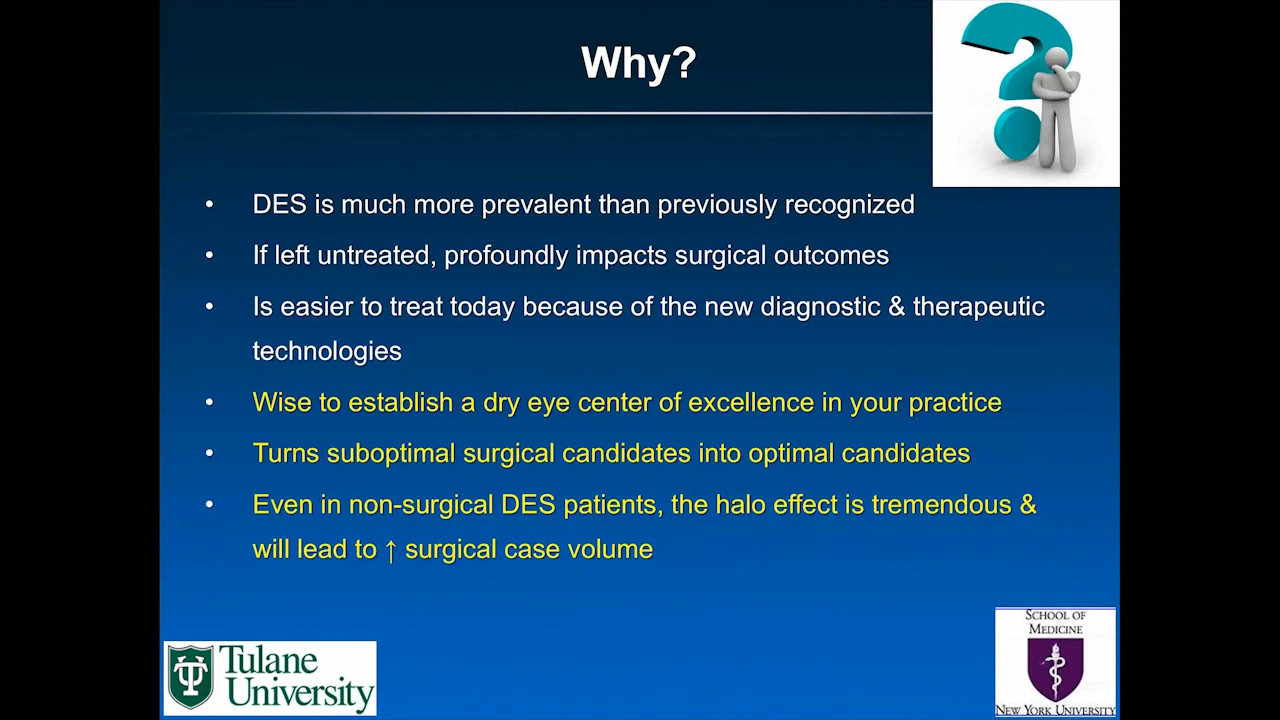 Why?
• DES is much more prevalent than previously recognized
• If left untreated, profoundly impacts surgical outcomes
• Is easier to treat today because of the new diagnostic & therapeutic
technologies
• Wise to establish a dry eye center of excellence in your practice
• Turns suboptimal surgical candidates into optimal candidates
• Even in non-surgical DES patients, the halo effect is tremendous &
will lead to ↑ surgical case volume
Tulane
University
SCHOOL OF
MEDICINE
NEW YORK UNIVERSITY